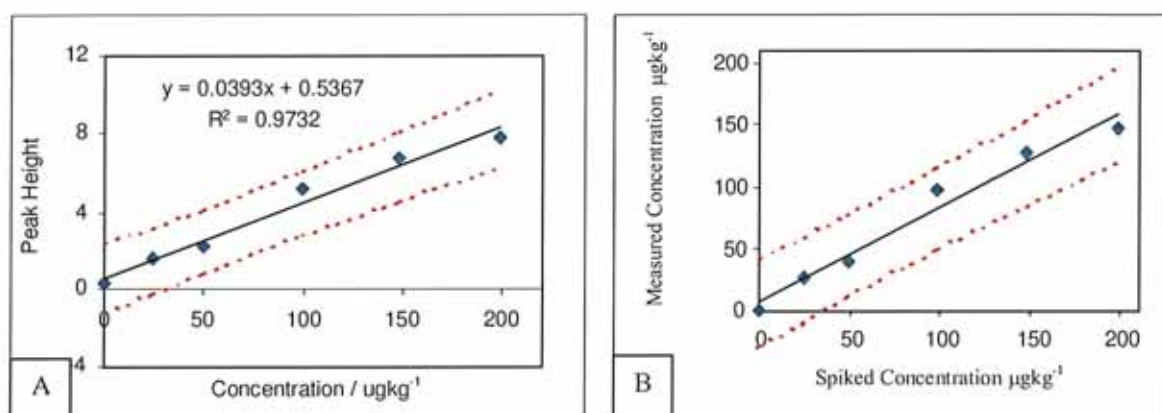 12
8
4
0
4
y = 0.0393x + 0.5367
R² = 0.9732
Peak Height
0 50 100 150 200
Concentration / ugkg⁻¹
A
200
150
100
50
0
Measured Concentration µgkg⁻¹
0 50 100 150 200
Spiked Concentration µgkg⁻¹
B